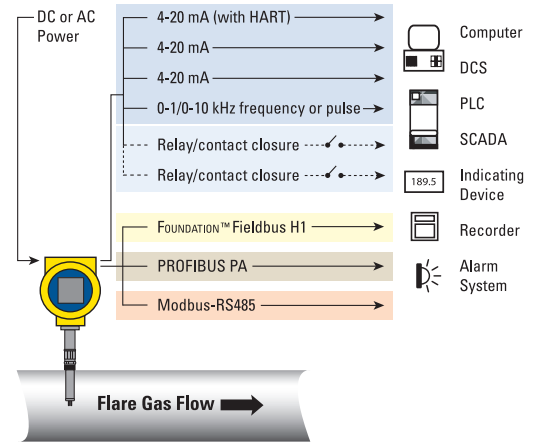 DC or AC
Power
4-20 mA (with HART)
4-20 mA
4-20 mA
0-1/0-10 kHz frequency or pulse
Relay/contact closure
Relay/contact closure
FOUNDATION™ Fieldbus H1
PROFIBUS PA
Modbus-RS485
Computer
DCS
PLC
SCADA
189.5
Indicating
Device
Recorder
Alarm
System
Flare Gas Flow